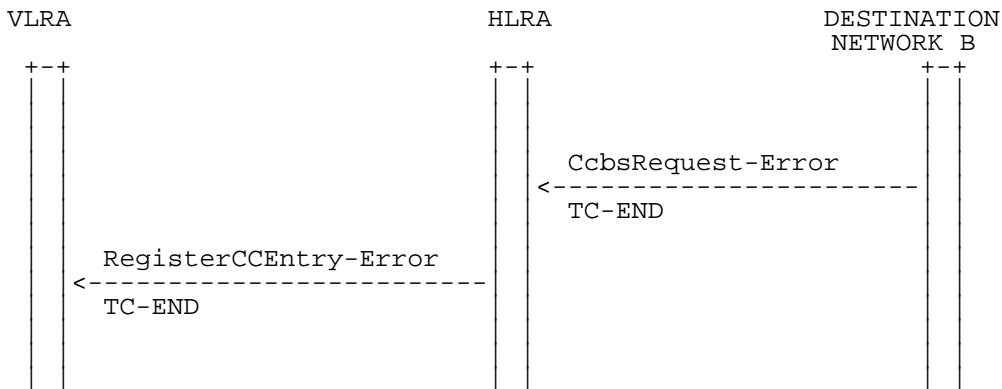 VLRA HLRA DESTINATION
NETWORK B
CcbsRequest-Error
TC-END
RegisterCCEntry-Error
TC-END